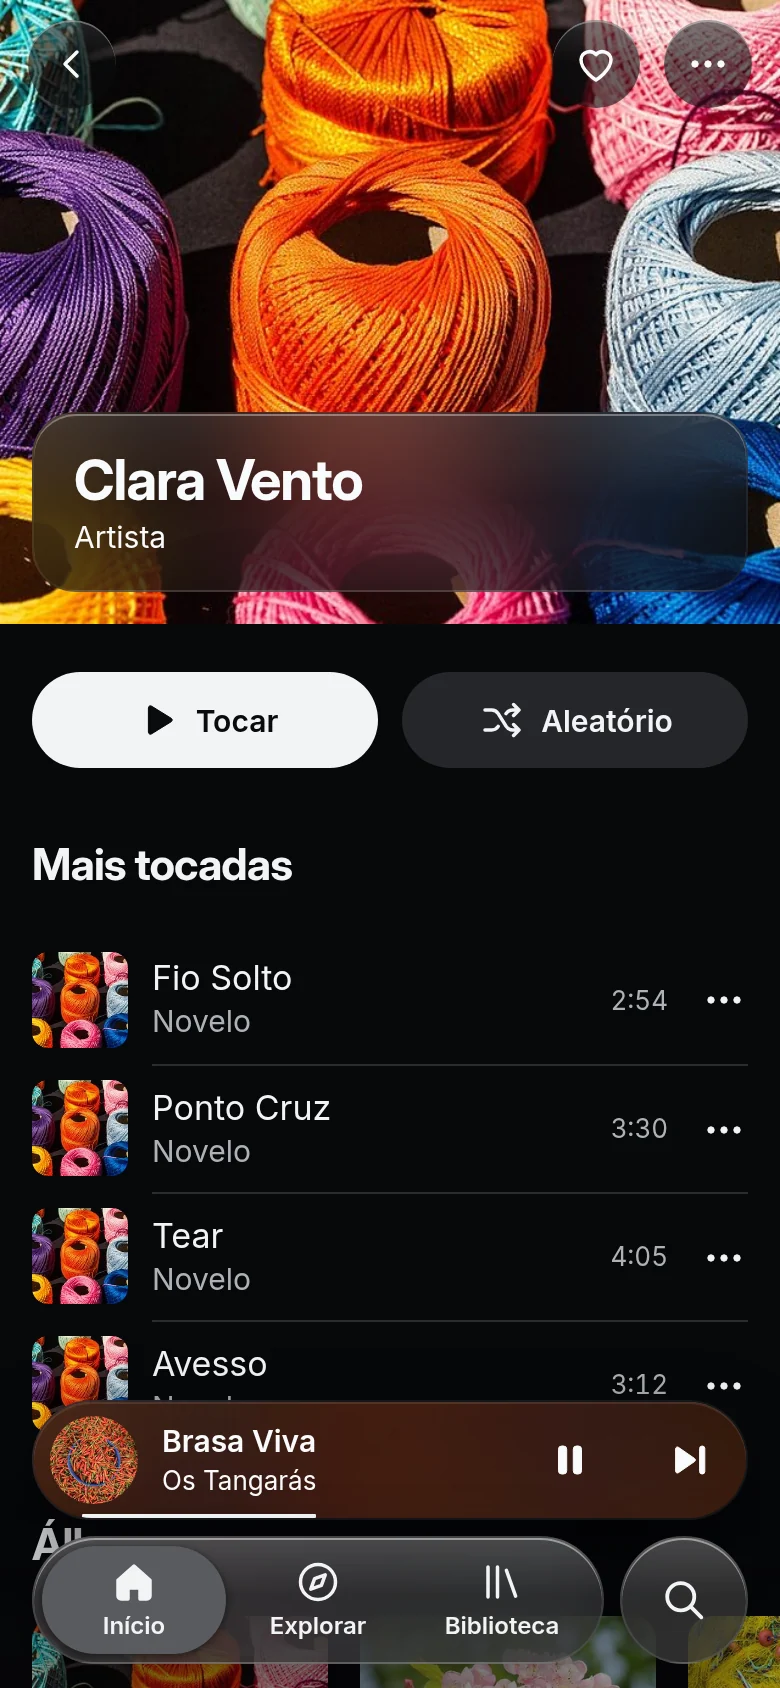 Clara Vento
Artista
Tocar
Aleatório
Mais tocadas
Fio Solto
Novelo
2:54
Ponto Cruz
Novelo
3:30
Tear
Novelo
4:05
Avesso
3:12
Brasa Viva
Os Tangarás
Início
Explorar
Biblioteca